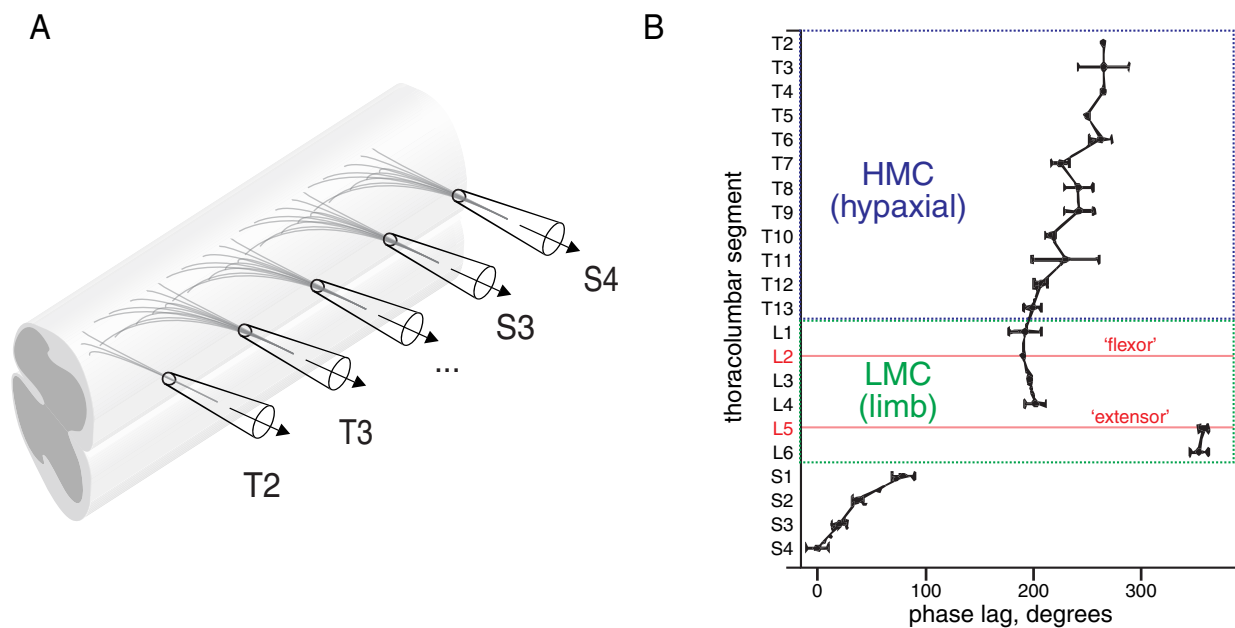 A
S4
S3
...
T3
T2
B
thoracolumbar segment
T2
T3
T4
T5
T6
T7
T8
T9
T10
T11
T12
T13
L1
L2
L3
L4
L5
L6
S1
S2
S3
S4
HMC
(hypaxial)
LMC
(limb)
'flexor'
'extensor'
0 100 200 300
phase lag, degrees